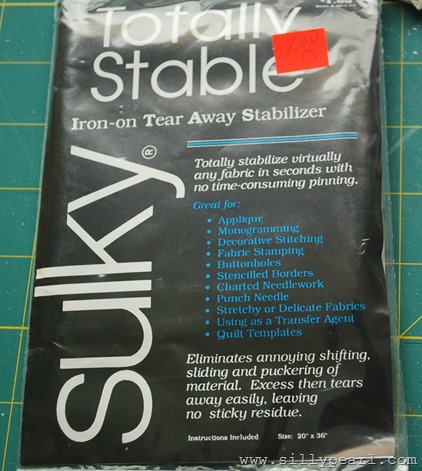 Totally
Stable
Iron-on Tear Away Stabilizer
Sulky®
Totally stabilize virtually
any fabric in seconds with
no time-consuming pinning.
Great for:
• Applique
• Monogramming
• Decorative Stitching
• Fabric Stamping
• Buttonholes
• Stencilled Borders
• Charted Needlework
• Punch Needle
• Stretchy or Delicate Fabrics
• Using as a Transfer Agent
• Quilt Templates
Eliminates annoying shifting,
sliding and puckering of
material. Excess then tears
away easily, leaving
no sticky residue.
Instructions Included Size: 20" x 36"
www.sillypearl.com